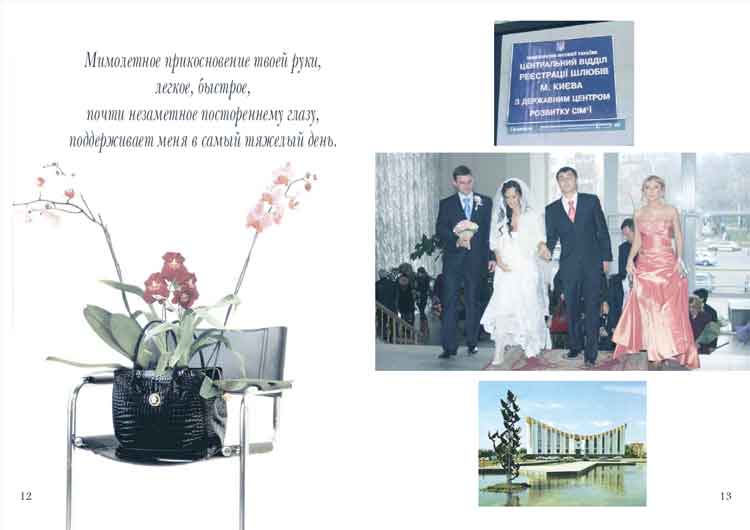 Мимолетное прикосновение твоей руки,
легкое, быстрое,
почти незаметное постороннему глазу,
поддерживает меня в самый тяжелый день.
12
ЦЕНТРАЛЬНИЙ ВІДДІЛ
РЕЄСТРАЦІЇ ШЛЮБІВ
М. КИЄВА
З ДЕРЖАВНИМ ЦЕНТРОМ
РОЗВИТКУ СІМ'Ї
13